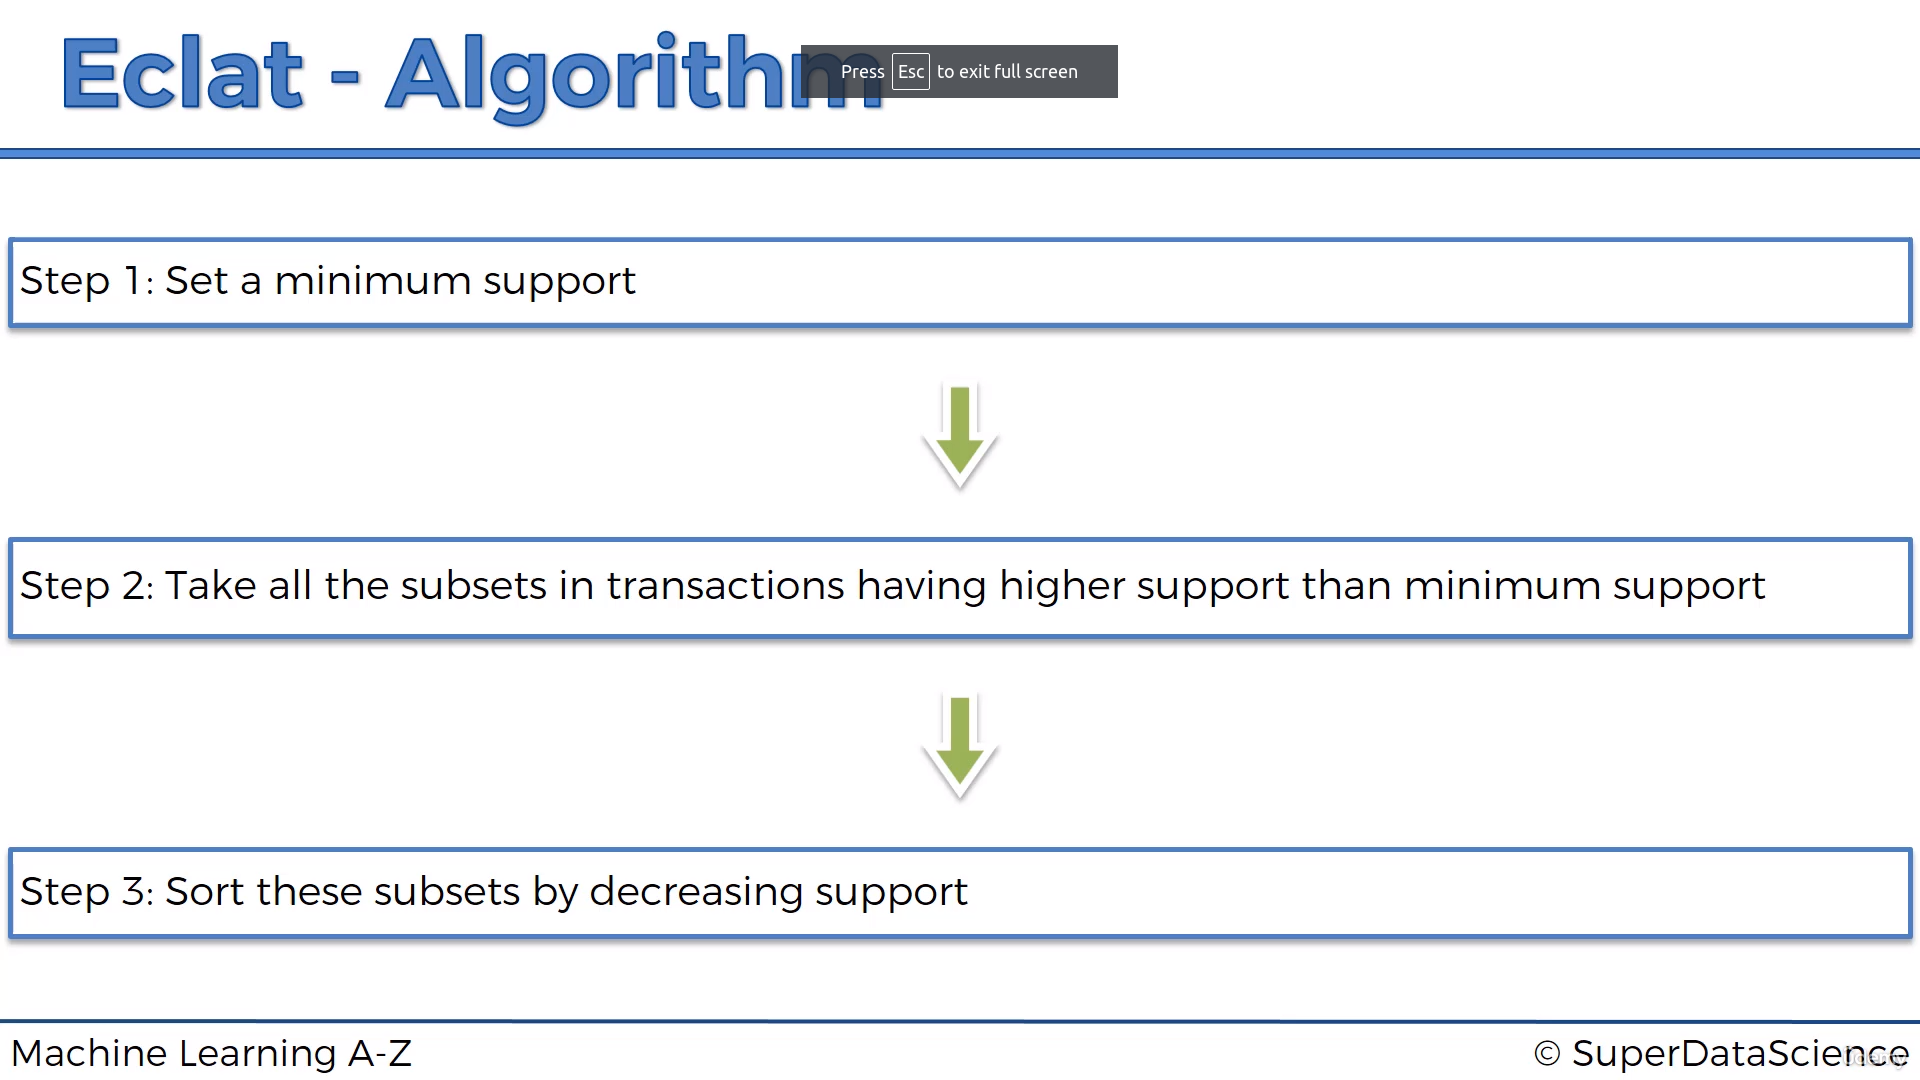 Eclat - Algorithm
Press Esc to exit full screen
Step 1: Set a minimum support
Step 2: Take all the subsets in transactions having higher support than minimum support
Step 3: Sort these subsets by decreasing support
Machine Learning A-Z
© SuperDataScience
Udemy